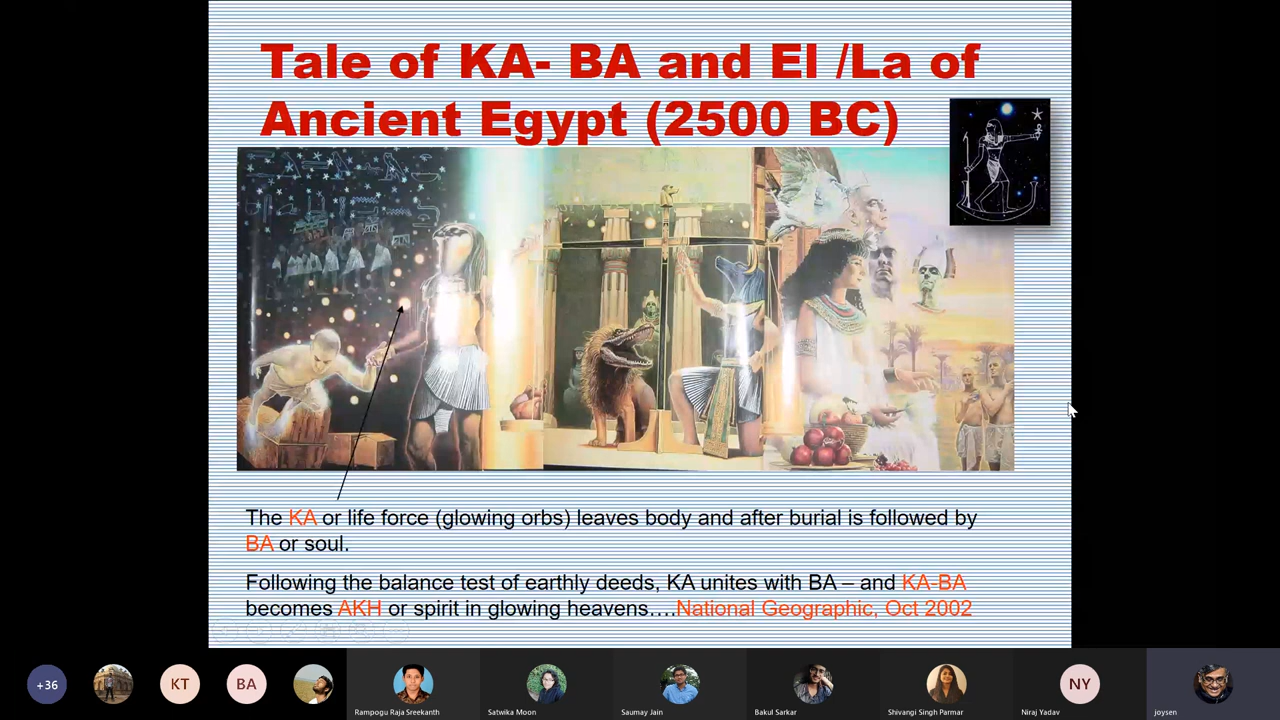 Tale of KA- BA and El /La of
Ancient Egypt (2500 BC)
The KA or life force (glowing orbs) leaves body and after burial is followed by
BA or soul.
Following the balance test of earthly deeds, KA unites with BA – and KA-BA
becomes AKH or spirit in glowing heavens….National Geographic, Oct 2002
+36
KT
BA
NY
Rampogu Raja Sreekanth
Satwika Moon
Saumay Jain
Bakul Sarkar
Shivangi Singh Parmar
Niraj Yadav
joysen